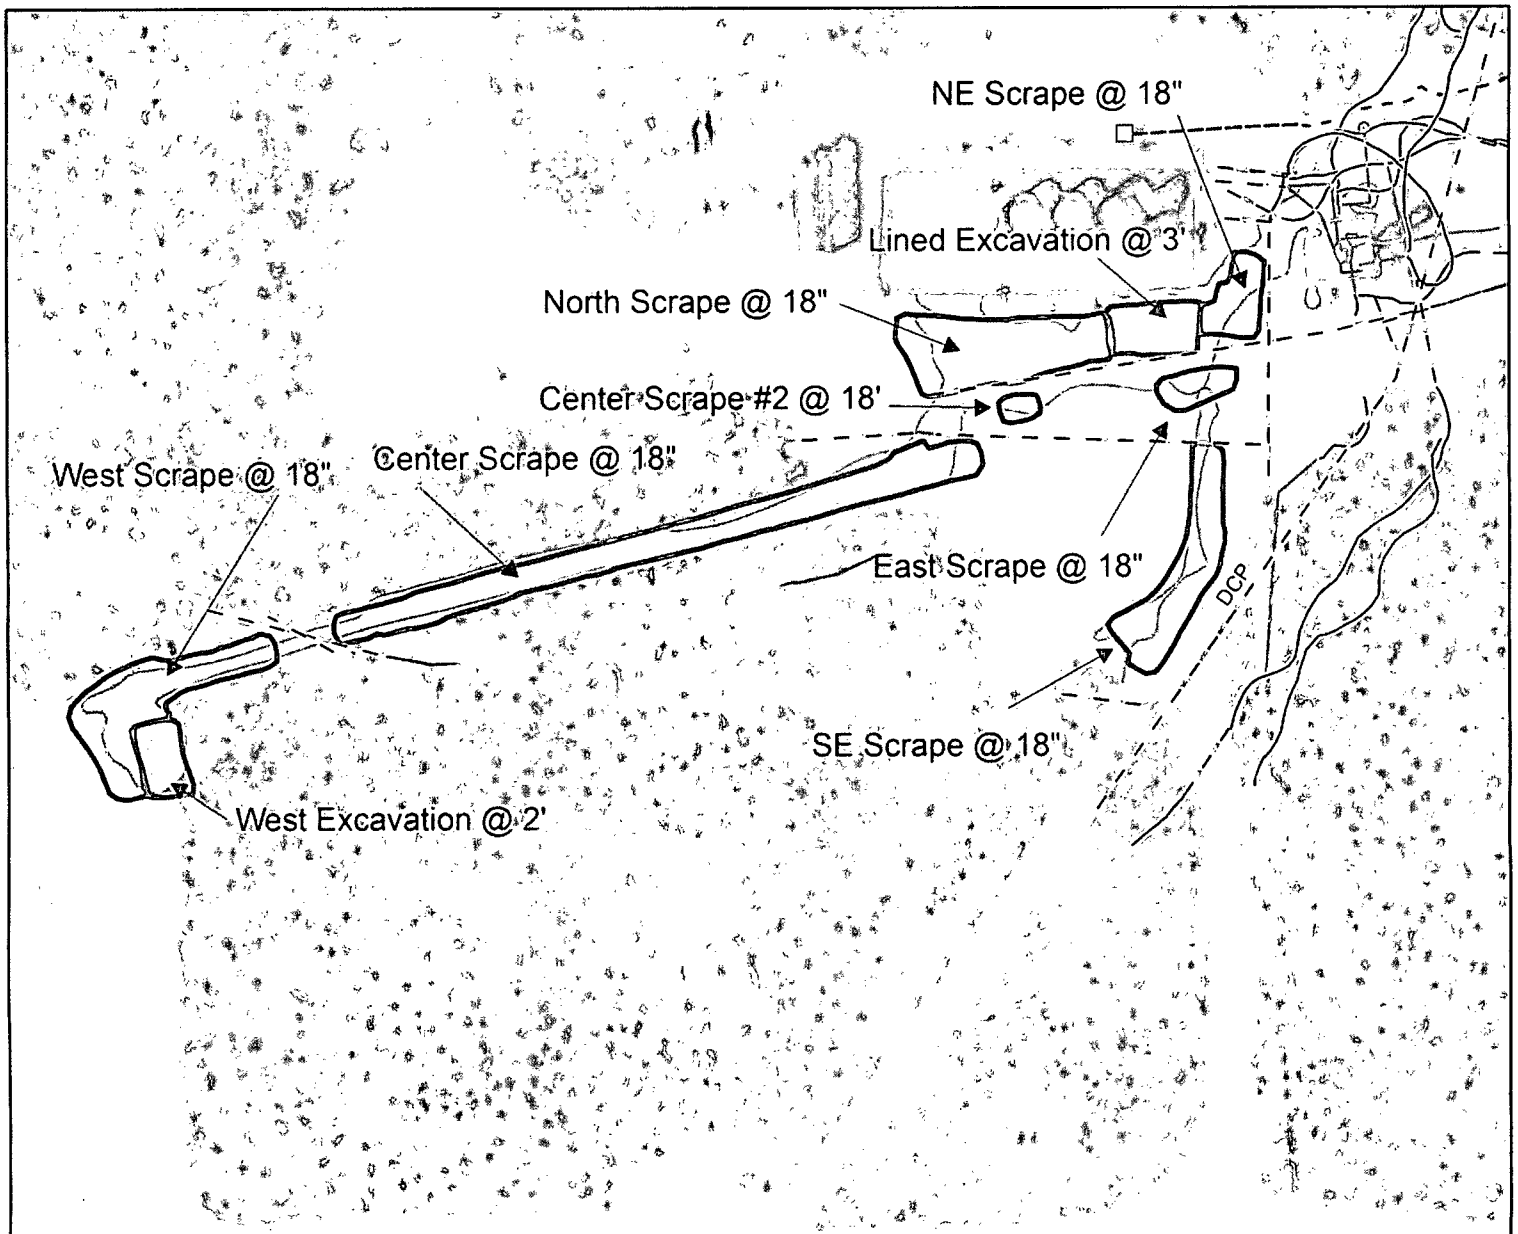 NE Scrape @ 18"
Lined Excavation @ 3'
North Scrape @ 18"
Center Scrape #2 @ 18'
Center Scrape @ 18"
West Scrape @ 18"
East Scrape @ 18"
DCP
SE Scrape @ 18"
West Excavation @ 2'